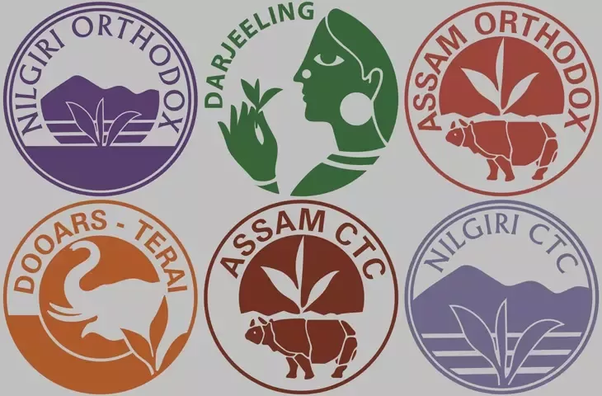 NILGIRI ORTHODOX
DARJEELING
ASSAM ORTHODOX
DOOARS - TERAI
ASSAM CTC
NILGIRI CTC